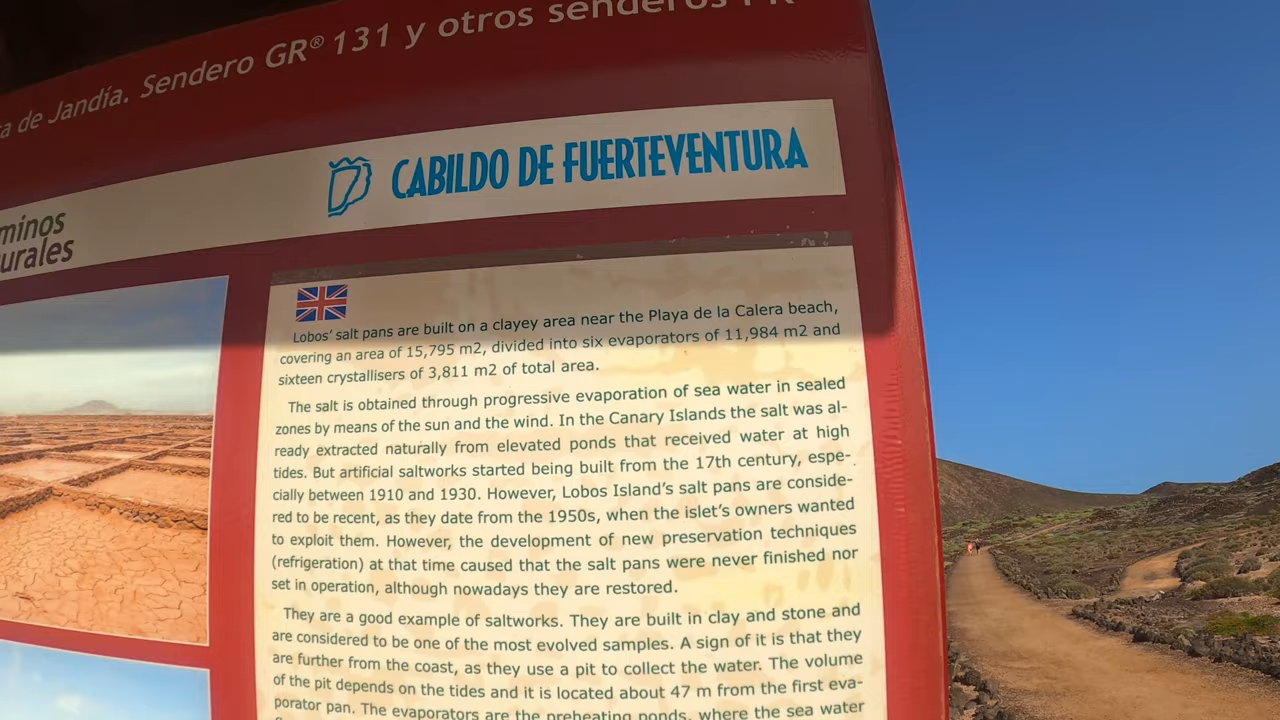 de Jandía. Sendero GR® 131 y otros senderos
CABILDO DE FUERTEVENTURA
Lobos' salt pans are built on a clayey area near the Playa de la Calera beach,
covering an area of 15,795 m2, divided into six evaporators of 11,984 m2 and
sixteen crystallisers of 3,811 m2 of total area.
The salt is obtained through progressive evaporation of sea water in sealed
zones by means of the sun and the wind. In the Canary Islands the salt was al-
ready extracted naturally from elevated ponds that received water at high
tides. But artificial saltworks started being built from the 17th century, espe-
cially between 1910 and 1930. However, Lobos Island's salt pans are conside-
red to be recent, as they date from the 1950s, when the islet's owners wanted
to exploit them. However, the development of new preservation techniques
(refrigeration) at that time caused that the salt pans were never finished nor
set in operation, although nowadays they are restored.
They are a good example of saltworks. They are built in clay and stone and
are considered to be one of the most evolved samples. A sign of it is that they
are further from the coast, as they use a pit to collect the water. The volume
of the pit depends on the tides and it is located about 47 m from the first eva-
porator pan. The evaporators are the preheating ponds, where the sea water